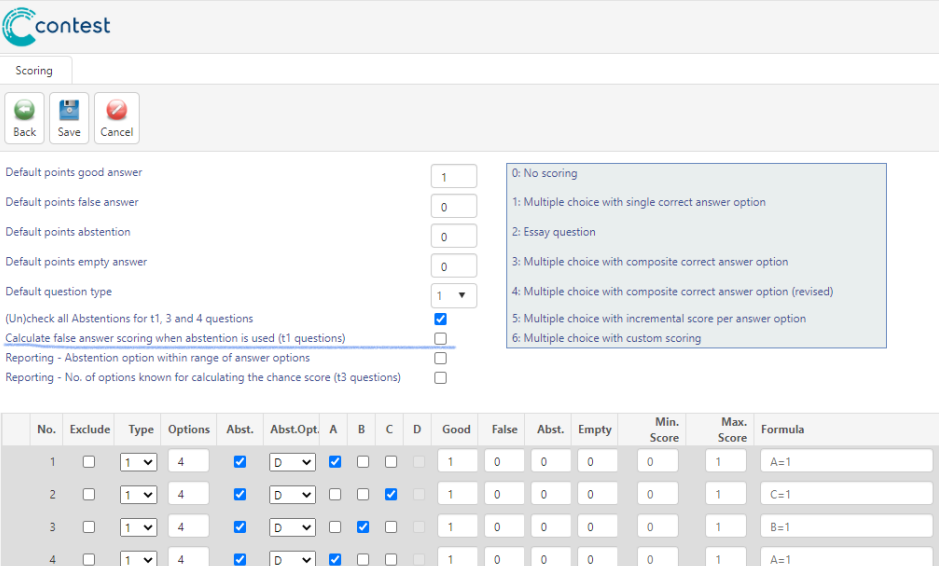 contest
Scoring
Back Save Cancel
Default points good answer 1
Default points false answer 0
Default points abstention 0
Default points empty answer 0
Default question type 1
(Un)check all Abstentions for t1, 3 and 4 questions
Calculate false answer scoring when abstention is used (t1 questions)
Reporting - Abstention option within range of answer options
Reporting - No. of options known for calculating the chance score (t3 questions)
0: No scoring
1: Multiple choice with single correct answer option
2: Essay question
3: Multiple choice with composite correct answer option
4: Multiple choice with composite correct answer option (revised)
5: Multiple choice with incremental score per answer option
6: Multiple choice with custom scoring
No. Exclude Type Options Abst. Abst.Opt. A B C D Good False Abst. Empty Min. Score Max. Score Formula
1 1 4 D 1 0 0 0 0 1 A=1
2 1 4 D 1 0 0 0 0 1 C=1
3 1 4 D 1 0 0 0 0 1 B=1
4 1 4 D 1 0 0 0 0 1 A=1